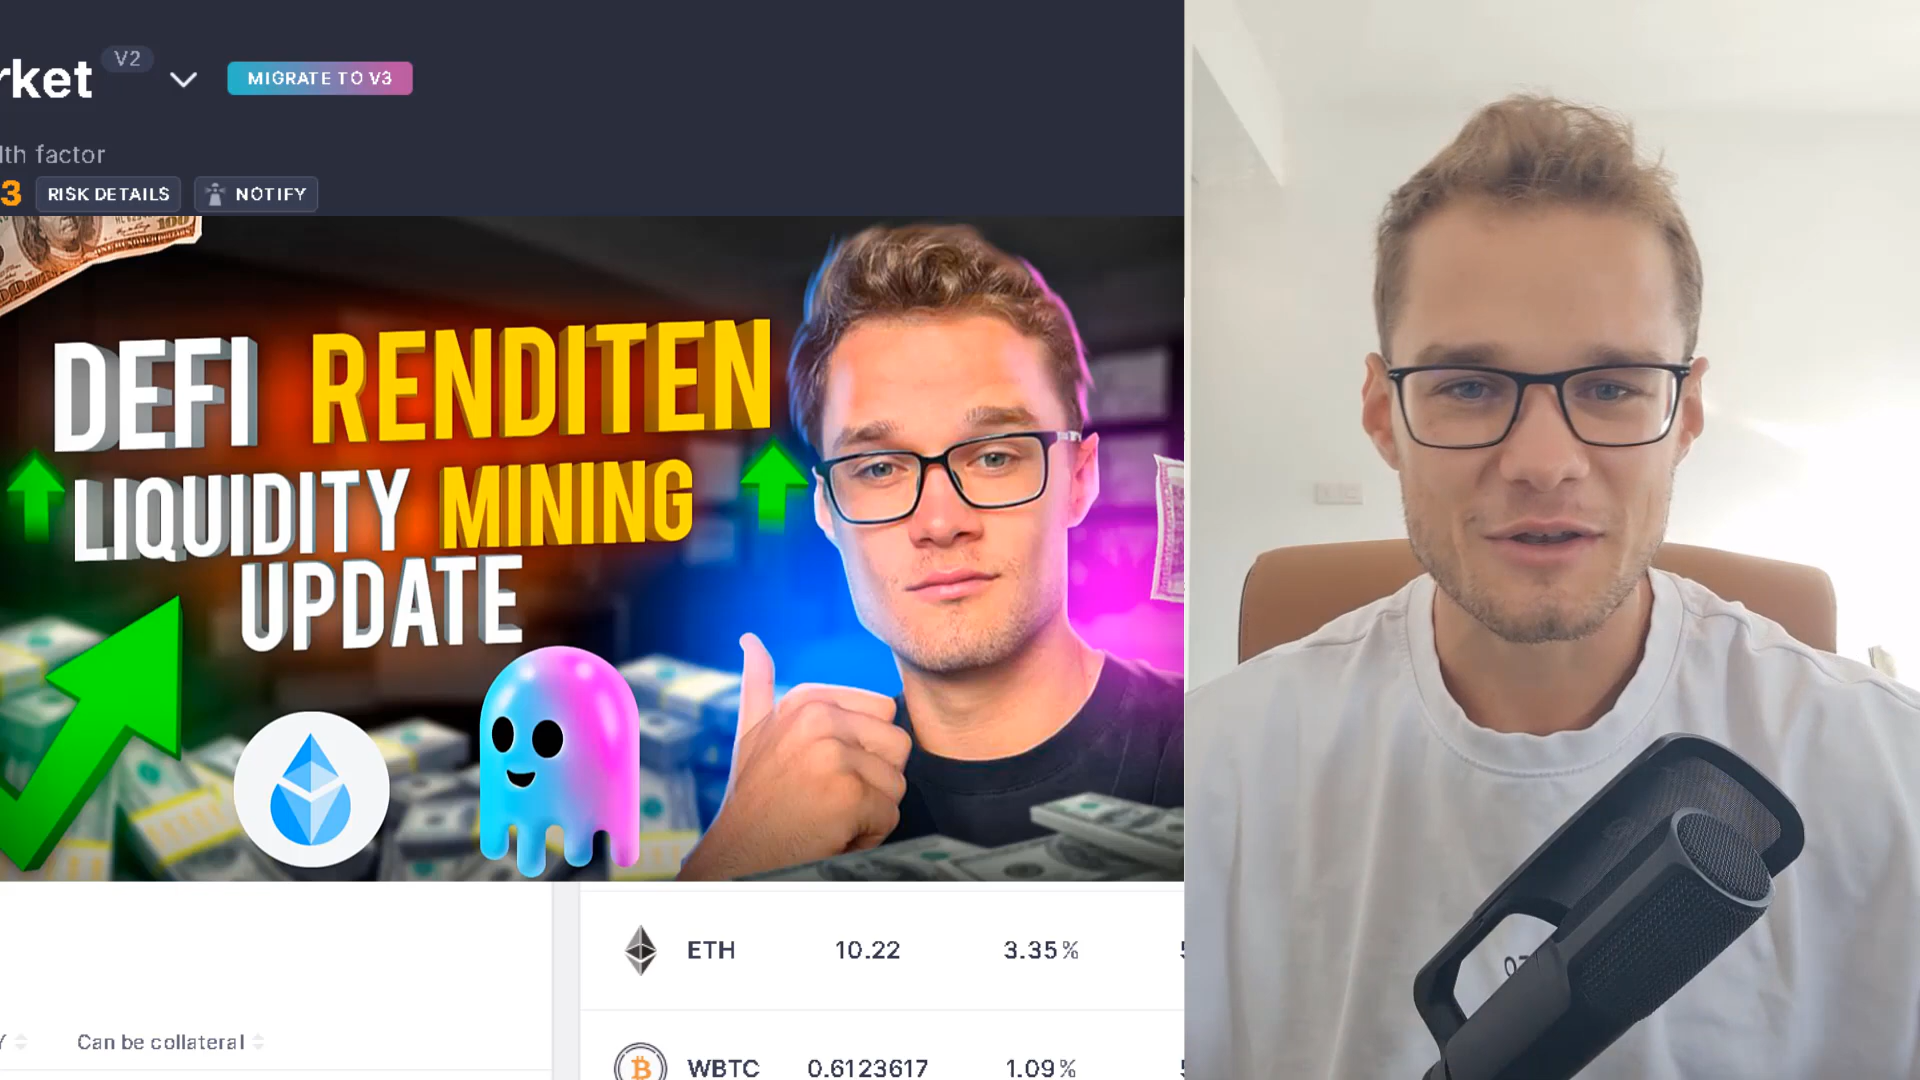 rket V2
MIGRATE TO V3
lth factor
3 RISK DETAILS NOTIFY
DEFI RENDITEN
LIQUIDITY MINING
UPDATE
ETH 10.22 3.35%
Can be collateral
WBTC 0.6123617 1.09%